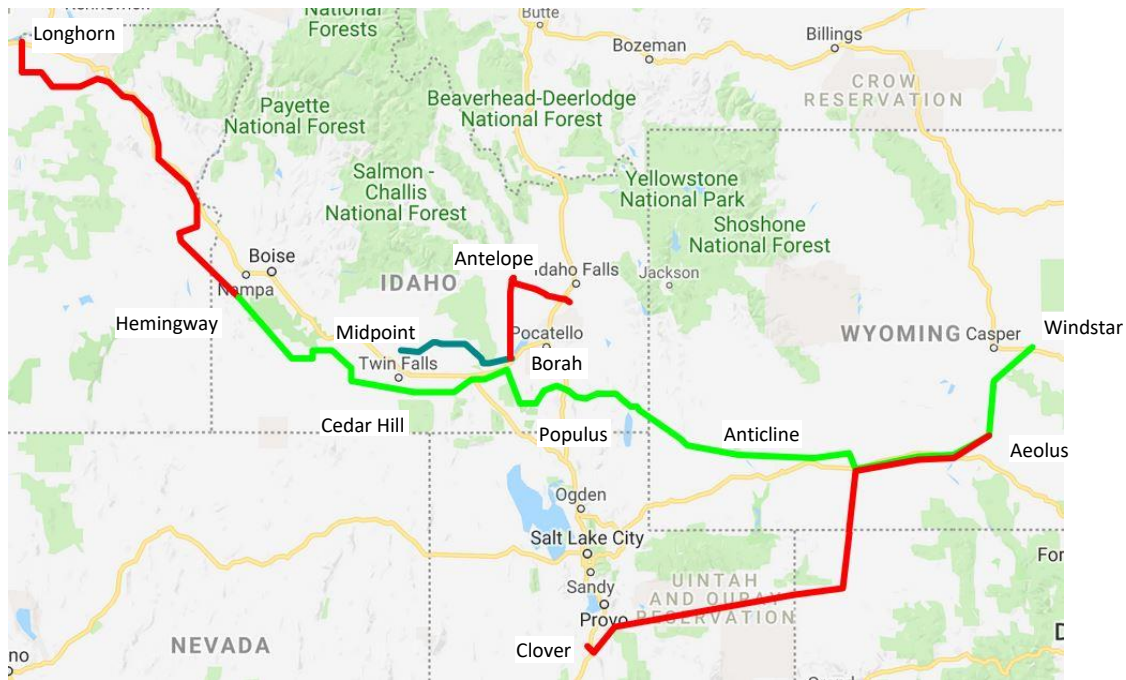 National
Forests
Butte
Longhorn
Bozeman
Billings
CROW
RESERVATION
Payette
National Forest
Beaverhead-Deerlodge
National Forest
Salmon -
Challis
National Forest
Yellowstone
National Park
Shoshone
National Forest
Boise
Antelope
Idaho Falls
Jackson
IDAHO
Nampa
Hemingway
Midpoint
Pocatello
WYOMING
Casper
Windstar
Twin Falls
Borah
Cedar Hill
Populus
Anticline
Aeolus
Ogden
Salt Lake City
For
Sandy
UINTAH
AND OURAY
RESERVATION
Provo
NEVADA
Clover
no
D